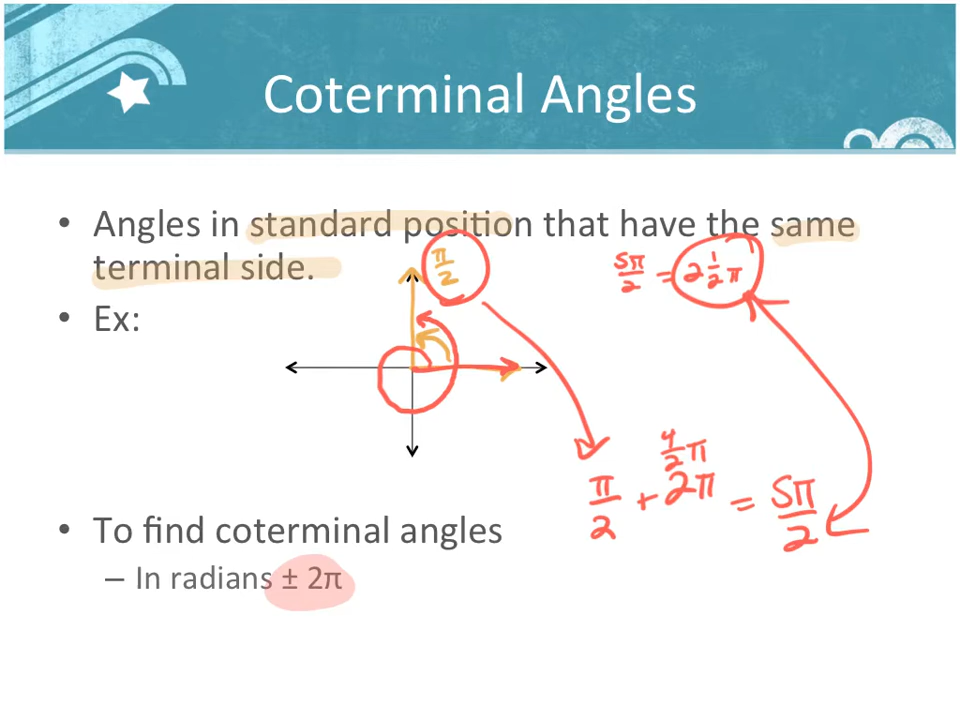 Coterminal Angles
• Angles in standard position that have the same
terminal side.
π/2
5π/2 = 2 1/2 π
• Ex:
4/2 π
π/2 + 2π = 5π/2
• To find coterminal angles
– In radians ± 2π